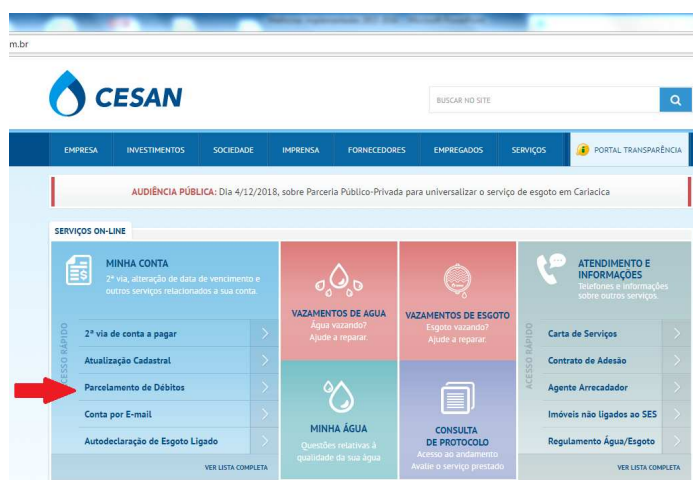 m.br
CESAN
BUSCAR NO SITE
EMPRESA INVESTIMENTOS SOCIEDADE IMPRENSA FORNECEDORES EMPREGADOS SERVIÇOS PORTAL TRANSPARÊNCIA
AUDIÊNCIA PÚBLICA: Dia 4/12/2018, sobre Parceria Público-Privada para universalizar o serviço de esgoto em Cariacica
SERVIÇOS ON-LINE
MINHA CONTA
2ª via, alteração de data de vencimento e
outros serviços relacionados a sua conta.
ACESSO RÁPIDO
2ª via de conta a pagar
Atualização Cadastral
Parcelamento de Débitos
Conta por E-mail
Autodeclaração de Esgoto Ligado
VER LISTA COMPLETA
VAZAMENTOS DE AGUA
Água vazando?
Ajude a reparar.
VAZAMENTOS DE ESGOTO
Esgoto vazando?
Ajude a reparar.
MINHA ÁGUA
Questões relativas à
qualidade da sua água
CONSULTA
DE PROTOCOLO
Acesso ao andamento
Avalie o serviço prestado
ATENDIMENTO E
INFORMAÇÕES
Telefones e informações
sobre outros serviços.
ACESSO RÁPIDO
Carta de Serviços
Contrato de Adesão
Agente Arrecadador
Imóveis não ligados ao SES
Regulamento Água/Esgoto
VER LISTA COMPLETA